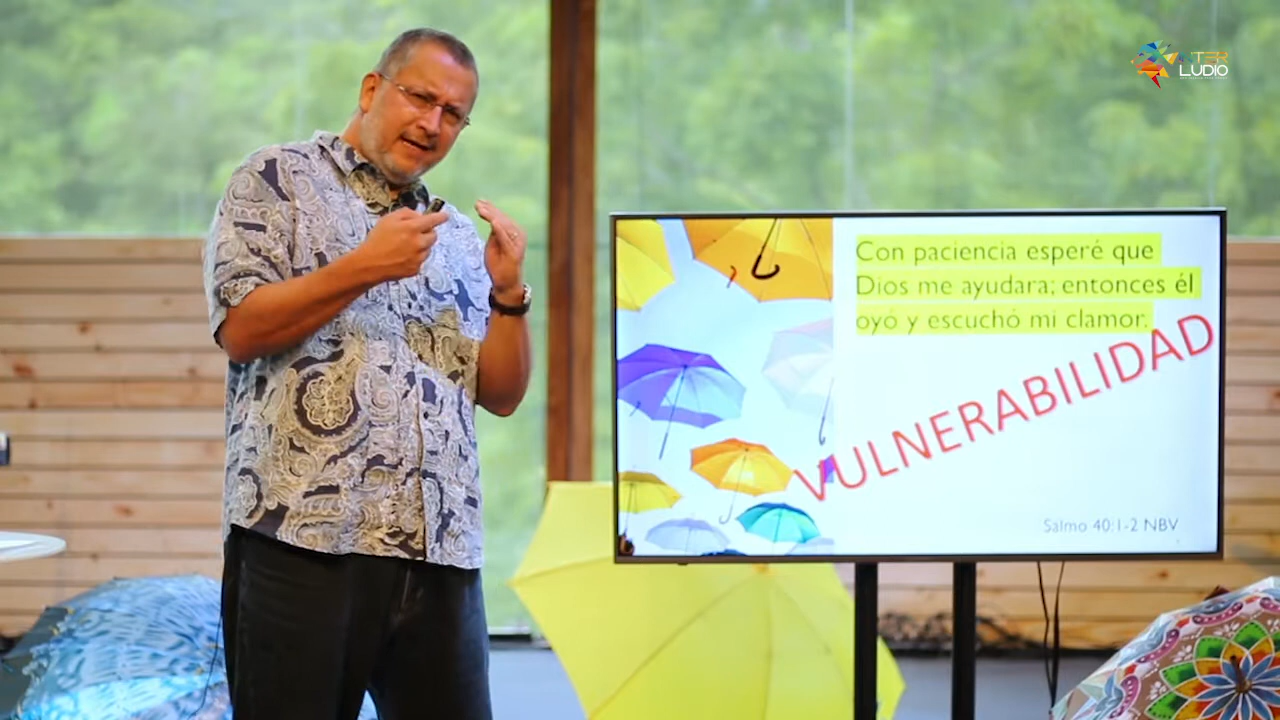 INTER
LUDIO
Con paciencia esperé que
Dios me ayudara; entonces él
oyó y escuchó mi clamor.
VULNERABILIDAD
Salmo 40:1-2 NBV